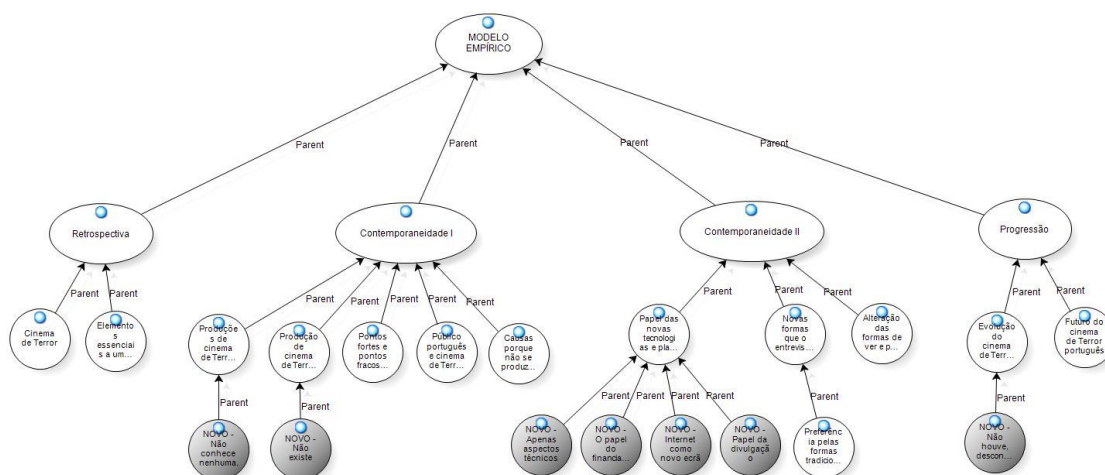 MODELO
EMPÍRICO
Parent
Parent
Parent
Parent
Retrospectiva
Contemporaneidade I
Contemporaneidade II
Progressão
Parent
Parent
Parent
Parent
Parent
Parent
Parent
Parent
Parent
Parent
Parent
Parent
Cinema
de Terror
Elemento
s
essenciai
s a um...
Produçõe
s de cinema
de Terr...
Produção
de cinema
de Terr...
Pontos
fortes e
pontos
fracos...
Público
português
e cinema
de Terr...
Causas
porque
não se
produz...
Papel das
novas
tecnologi
as e pla...
Novas
formas
que o
entrevis...
Alteração
das
formas de
ver e p...
Evolução
do
cinema
de Terr...
Futuro do
cinema
de Terror
português
Parent
Parent
Parent
Parent
Parent
Parent
Parent
Parent
NOVO -
Não
conhece
nenhuma.
NOVO -
Não
existe
NOVO -
Apenas
aspectos
técnicos
NOVO -
O papel
do
financia...
NOVO -
Internet
como
novo ecrã
NOVO -
Papel da
divulgaçã
o
Preferênc
ia pelas
formas
tradicio...
NOVO -
Não
houve,
descon...